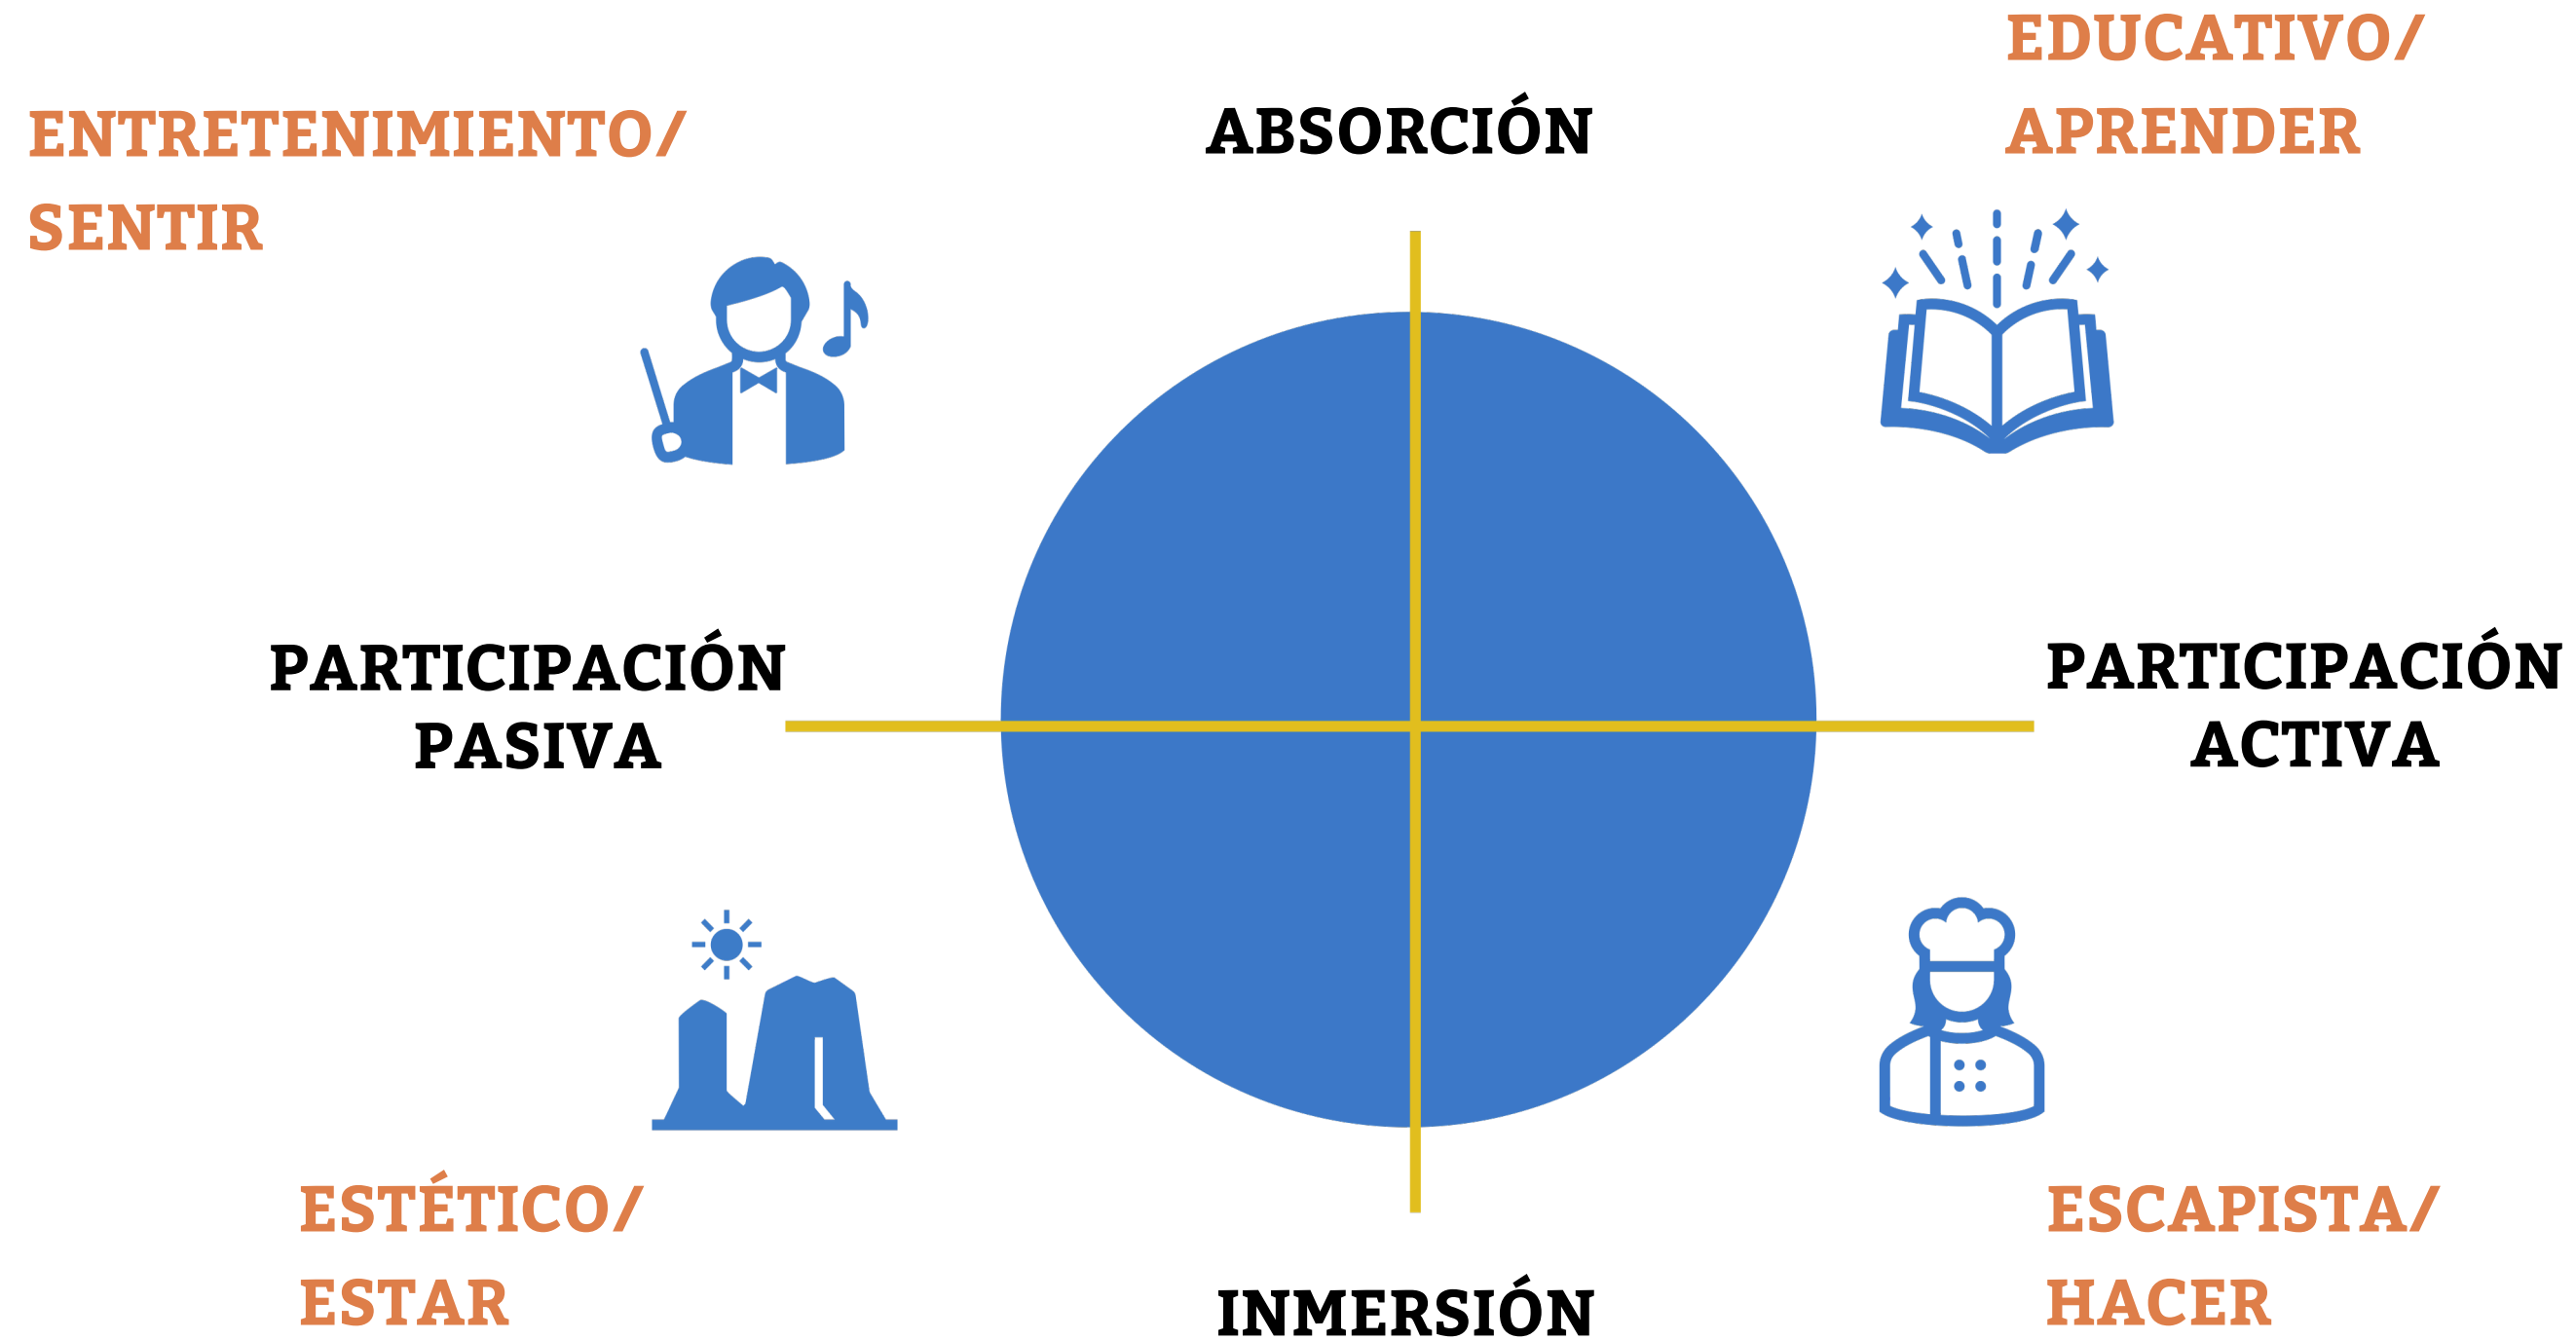 EDUCATIVO/
APRENDER
ENTRETENIMIENTO/
SENTIR
ABSORCIÓN
PARTICIPACIÓN
PASIVA
PARTICIPACIÓN
ACTIVA
ESTÉTICO/
ESTAR
INMERSIÓN
ESCAPISTA/
HACER